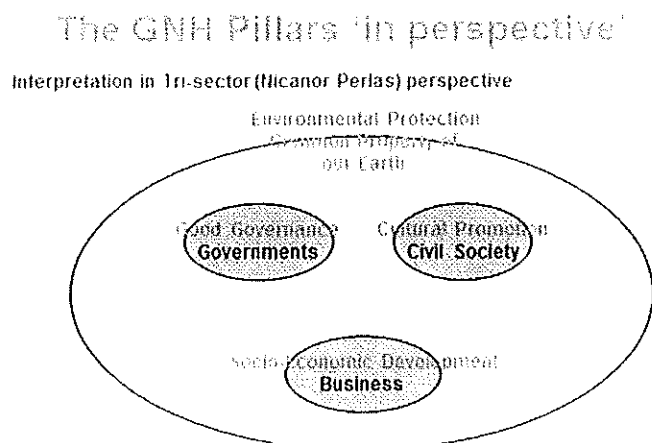 The GNH Pillars ‘in perspective’
Interpretation in Tri-sector (Nicanor Perlas) perspective
Environmental Protection
Common Property of
our Earth
Good Governance
Governments
Cultural Promotion
Civil Society
Socio-Economic Development
Business